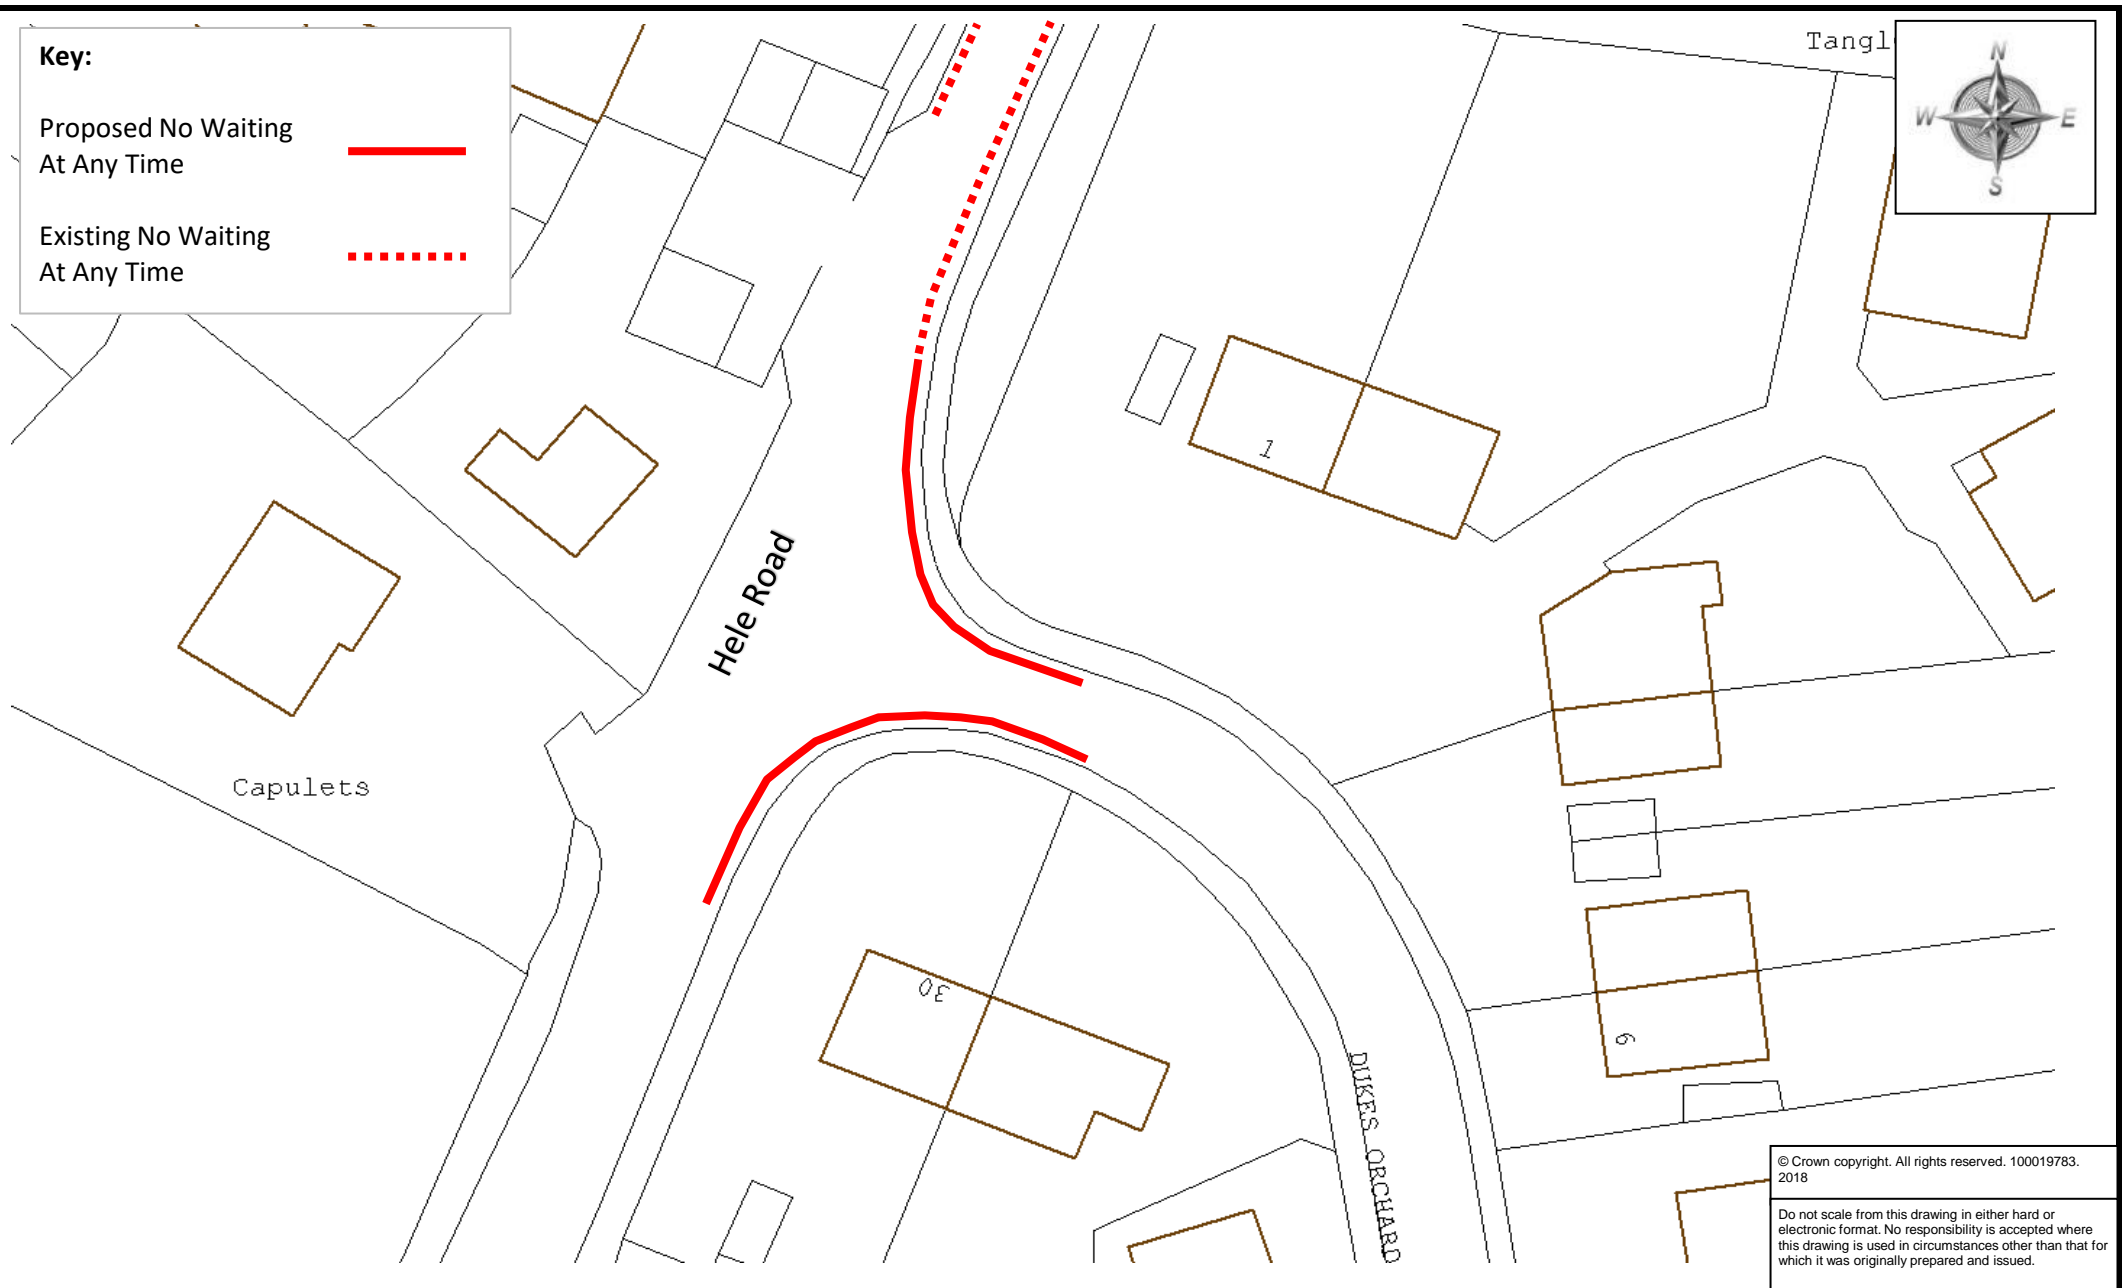 Key:
Proposed No Waiting
At Any Time
Existing No Waiting
At Any Time
N
W
E
S
1
Hele Road
Capulets
30
6
DUKES ORCHARD
© Crown copyright. All rights reserved. 100019783.
2018
Do not scale from this drawing in either hard or
electronic format. No responsibility is accepted where
this drawing is used in circumstances other than that for
which it was originally prepared and issued.